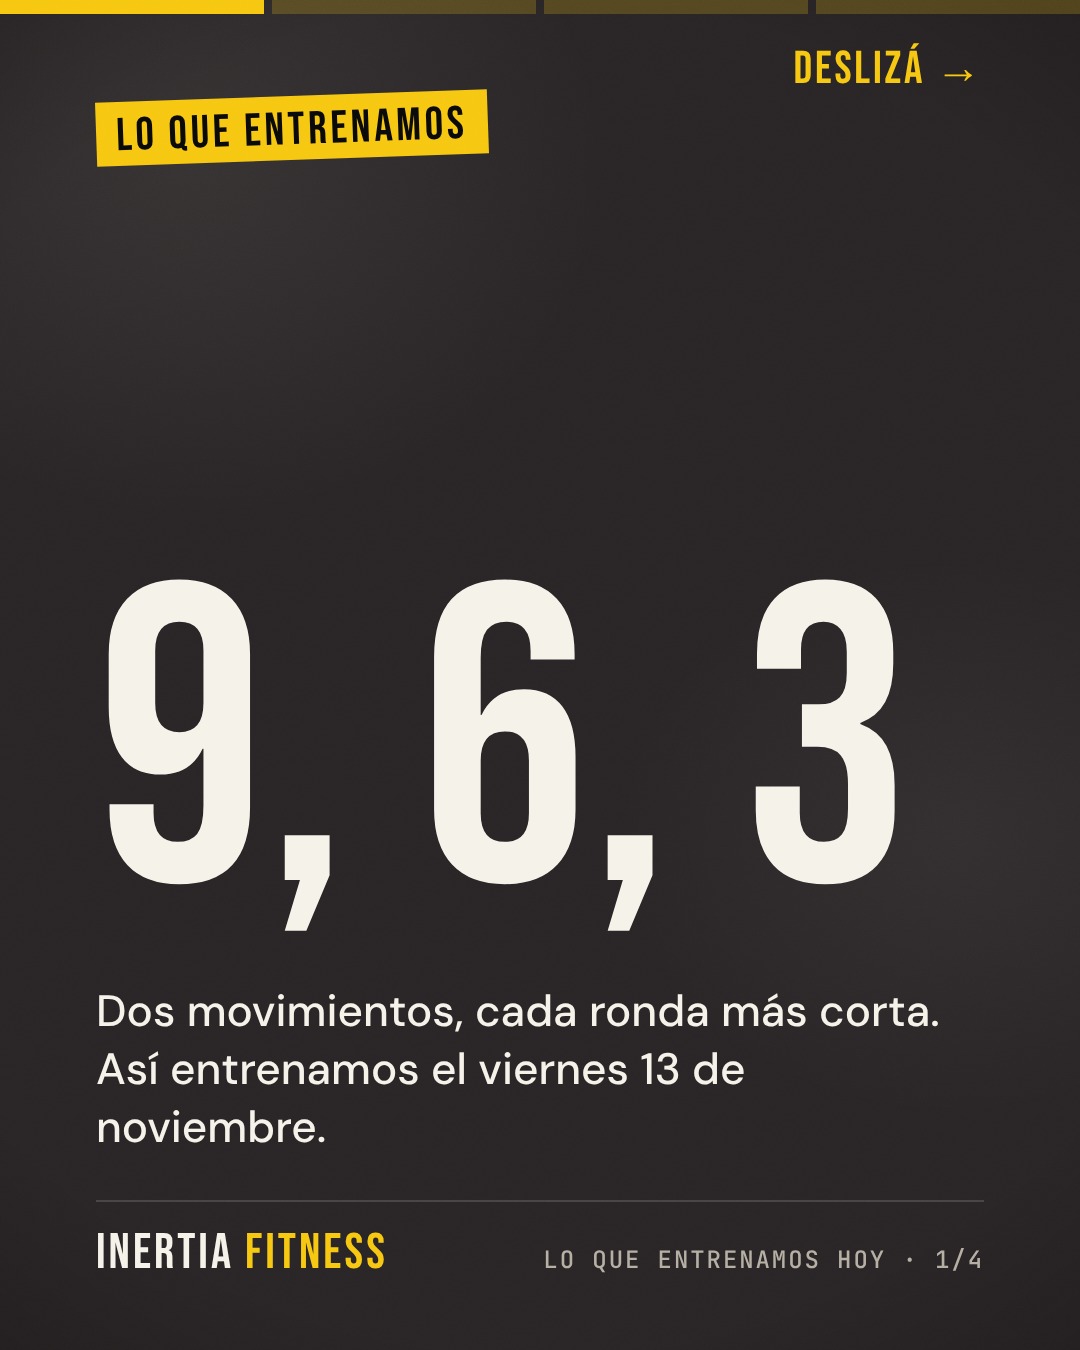 DESLIZÁ →
LO QUE ENTRENAMOS
9, 6, 3
Dos movimientos, cada ronda más corta.
Así entrenamos el viernes 13 de
noviembre.
INERTIA FITNESS
LO QUE ENTRENAMOS HOY · 1/4